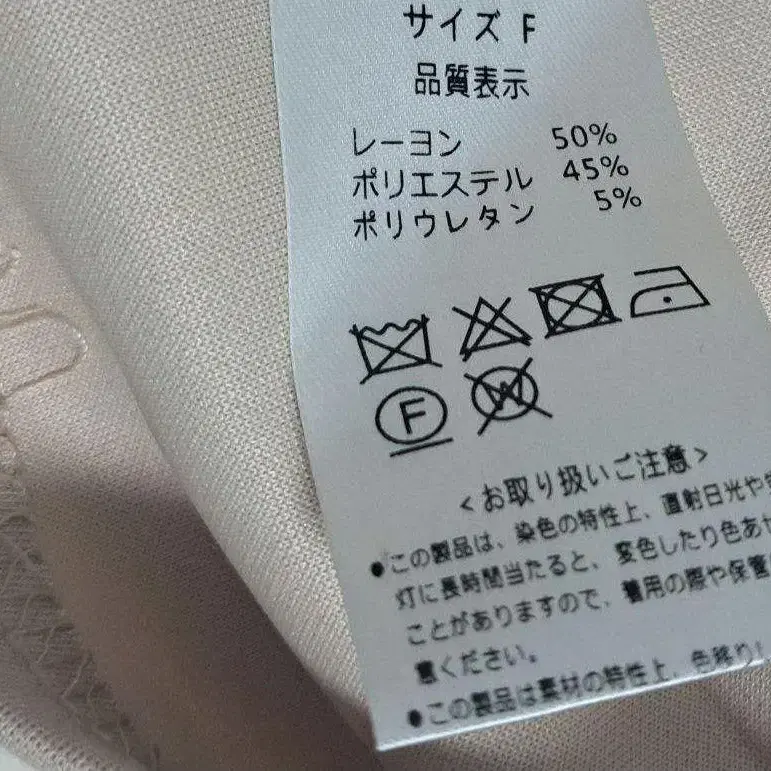 サイズ F
品質表示
レーヨン 50%
ポリエステル 45%
ポリウレタン 5%
F
W
<お取り扱いご注意>
●この製品は、染色の特性上、直射日光や
灯に長時間当たると、変色したり色あせ
ことがありますので、着用の際や保管
意ください。
●この製品は素材の特性上、色移り